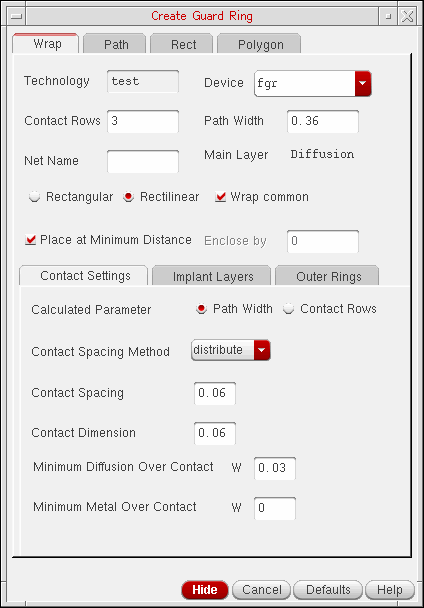 Create Guard Ring
Wrap Path Rect Polygon
Technology test Device fgr
Contact Rows 3 Path Width 0.36
Net Name Main Layer Diffusion
Rectangular Rectilinear Wrap common
Place at Minimum Distance Enclose by 0
Contact Settings Implant Layers Outer Rings
Calculated Parameter Path Width Contact Rows
Contact Spacing Method distribute
Contact Spacing 0.06
Contact Dimension 0.06
Minimum Diffusion Over Contact W 0.03
Minimum Metal Over Contact W 0
Hide Cancel Defaults Help